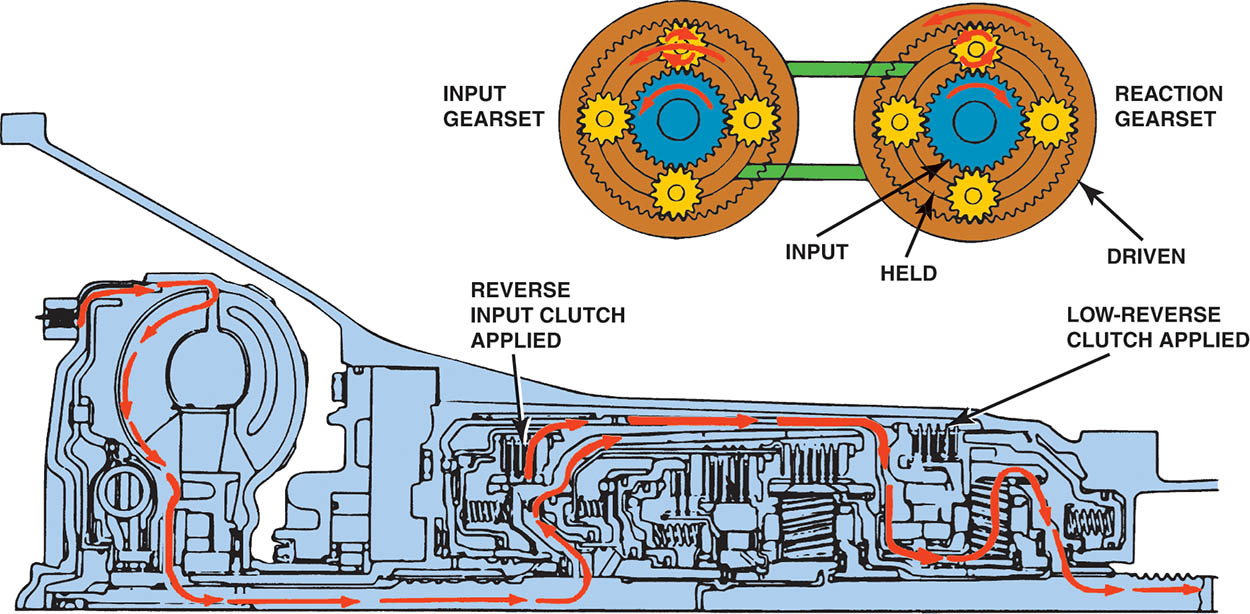 INPUT
GEARSET
REACTION
GEARSET
INPUT
HELD
DRIVEN
REVERSE
INPUT CLUTCH
APPLIED
LOW-REVERSE
CLUTCH APPLIED